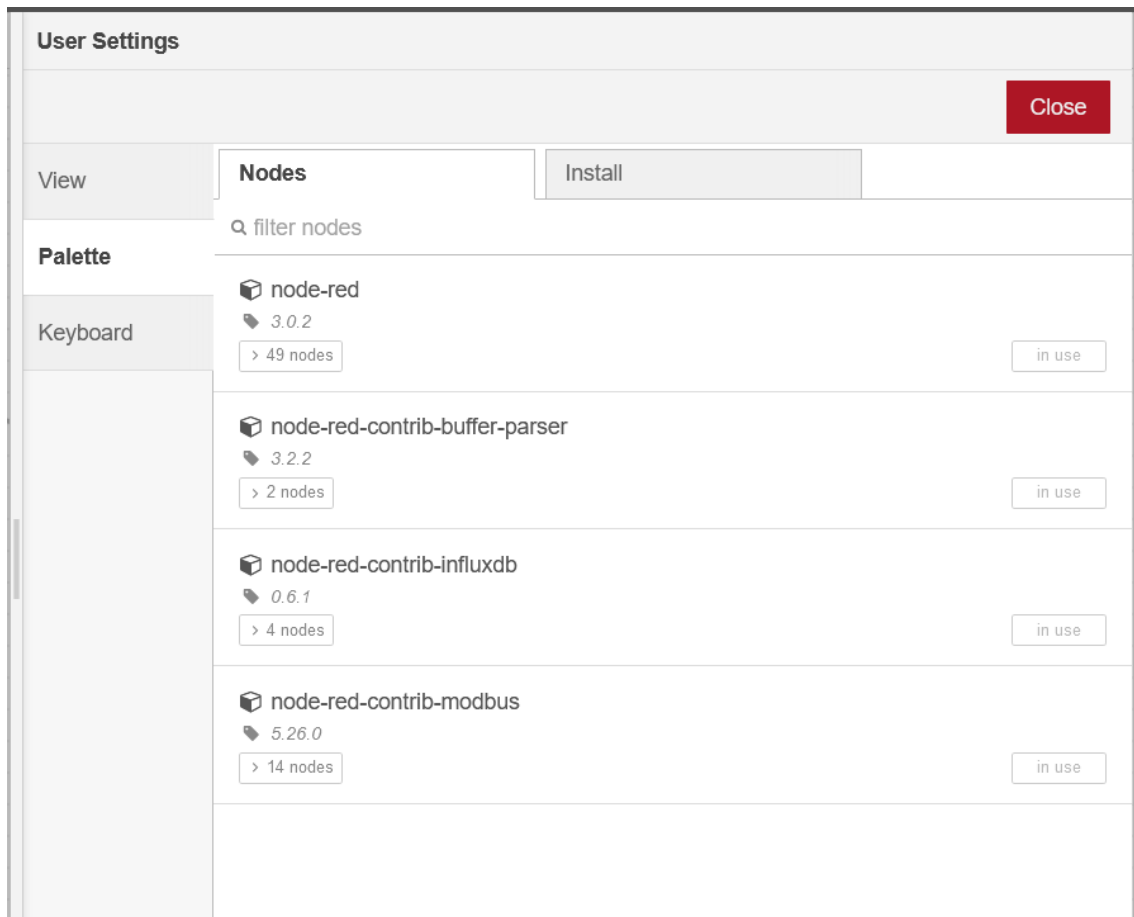 User Settings
Close
View
Palette
Keyboard
Nodes
Install
filter nodes
node-red
3.0.2
> 49 nodes
in use
node-red-contrib-buffer-parser
3.2.2
> 2 nodes
in use
node-red-contrib-influxdb
0.6.1
> 4 nodes
in use
node-red-contrib-modbus
5.26.0
> 14 nodes
in use